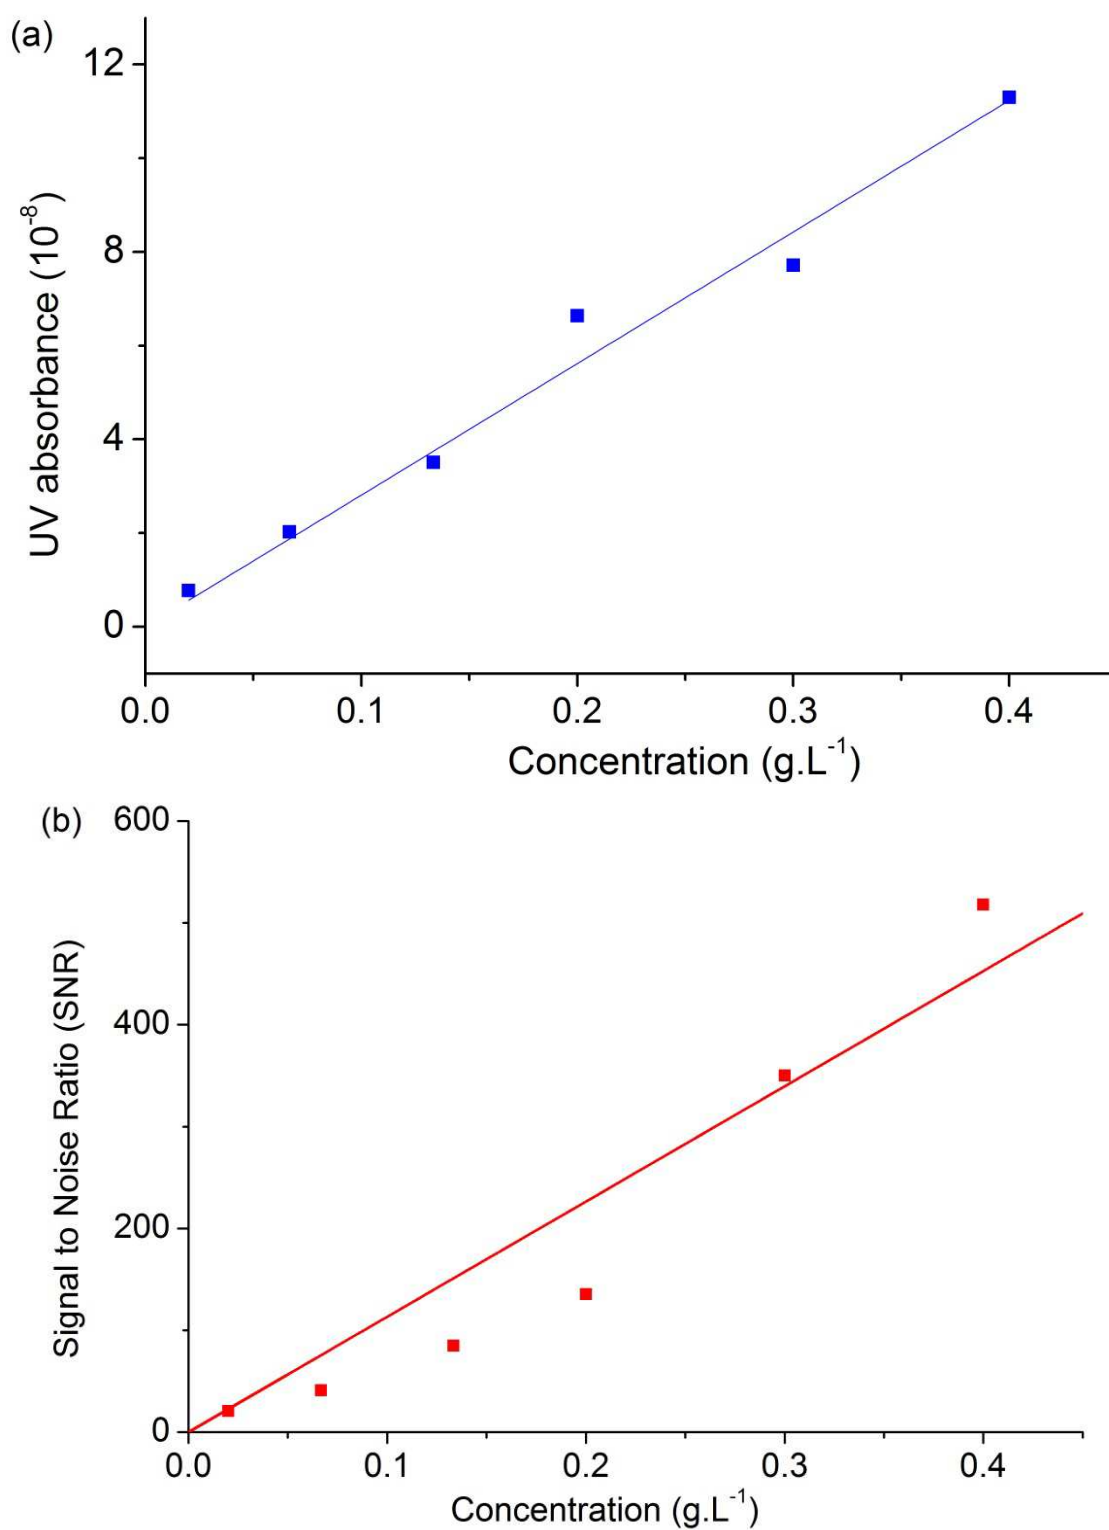 (a)
12
8
4
0
UV absorbance (10⁻⁸)
0.0 0.1 0.2 0.3 0.4
Concentration (g.L⁻¹)
(b)
600
400
200
0
Signal to Noise Ratio (SNR)
0.0 0.1 0.2 0.3 0.4
Concentration (g.L⁻¹)